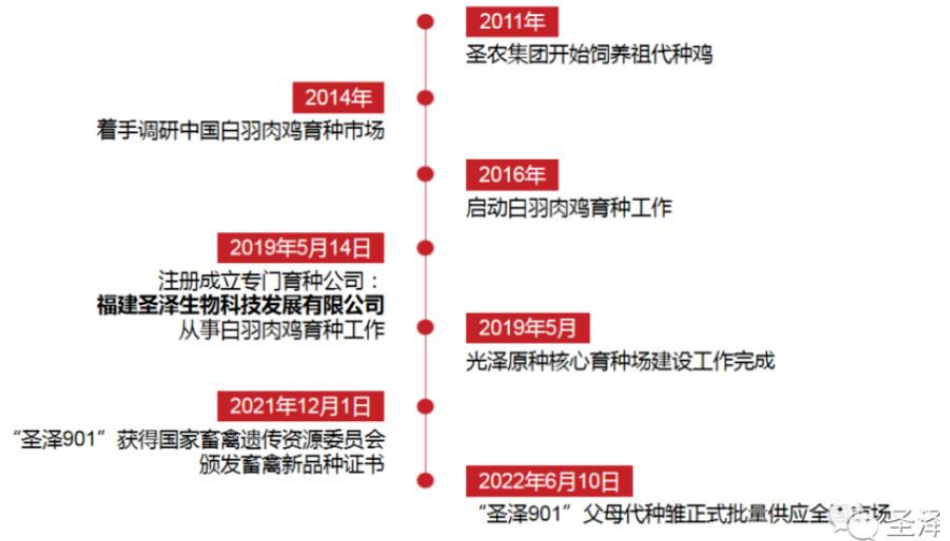 2011年
圣农集团开始饲养祖代种鸡
2014年
着手调研中国白羽肉鸡育种市场
2016年
启动白羽肉鸡育种工作
2019年5月14日
注册成立专门育种公司：
福建圣泽生物科技发展有限公司
从事白羽肉鸡育种工作
2019年5月
光泽原种核心育种场建设工作完成
2021年12月1日
“圣泽901”获得国家畜禽遗传资源委员会
颁发畜禽新品种证书
2022年6月10日
“圣泽901”父母代种雏正式批量供应全 市场
圣泽